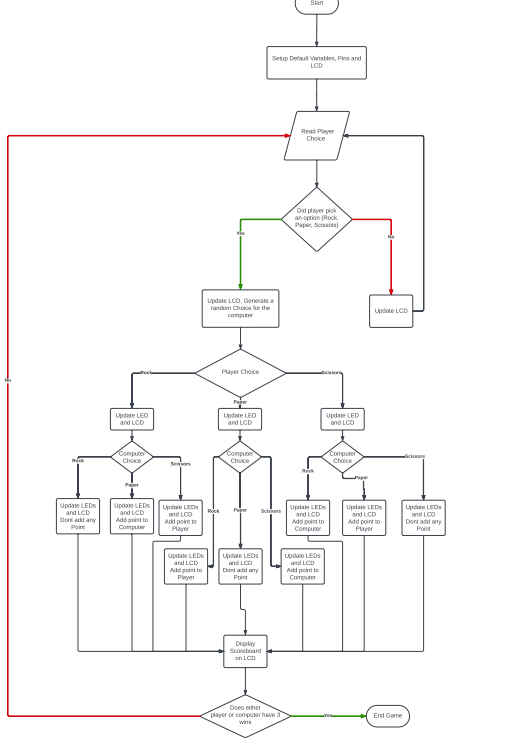 Start
Setup Default Variables, Pins and
LCD
Read Player
Choice
Did player pick
an option (Rock,
Paper, Scissots)
Yes
No
Update LCD, Generate a
random Choice for the
computer
Update LCD
Player Choice
Rock
Paper
Scissors
No
Update LED
and LCD
Update LED
and LCD
Update LED
and LCD
Computer
Choice
Computer
Choice
Computer
Choice
Rock
Paper
Scissors
Rock
Paper
Scissors
Rock
Paper
Scissors
Update LEDs
and LCD
Dont add any
Point
Update LEDs
and LCD
Add point to
Computer
Update LEDs
and LCD
Add point to
Player
Update LEDs
and LCD
Add point to
Computer
Update LEDs
and LCD
Add point to
Player
Update LEDs
and LCD
Dont add any
Point
Update LEDs
and LCD
Add point to
Player
Update LEDs
and LCD
Dont add any
Point
Update LEDs
and LCD
Add point to
Computer
Display
Scoreboard
on LCD
Does either
player or computer have 3
wins
Yes
End Game